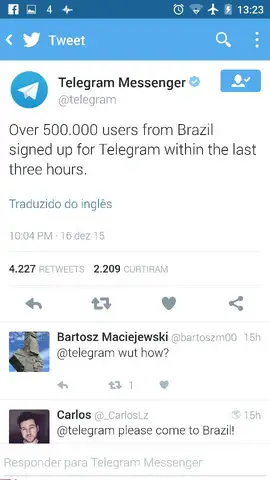 13:23
Tweet
Telegram Messenger
@telegram
Over 500.000 users from Brazil
signed up for Telegram within the last
three hours.
Traduzido do inglês
10:04 PM · 16 dez 15
4.227 RETWEETS 2.209 CURTIRAM
Bartosz Maciejewski @bartoszm00 15h
@telegram wut how?
1
Carlos @_CarlosLz 15h
@telegram please come to Brazil!
Responder para Telegram Messenger